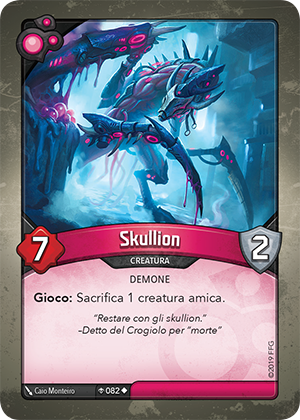 Skullion
7
CREATURA
2
DEMONE
Gioco: Sacrifica 1 creatura amica.
“Restare con gli skullion.”
-Detto del Crogiolo per “morte”
Caio Monteiro
082
©2019 FFG